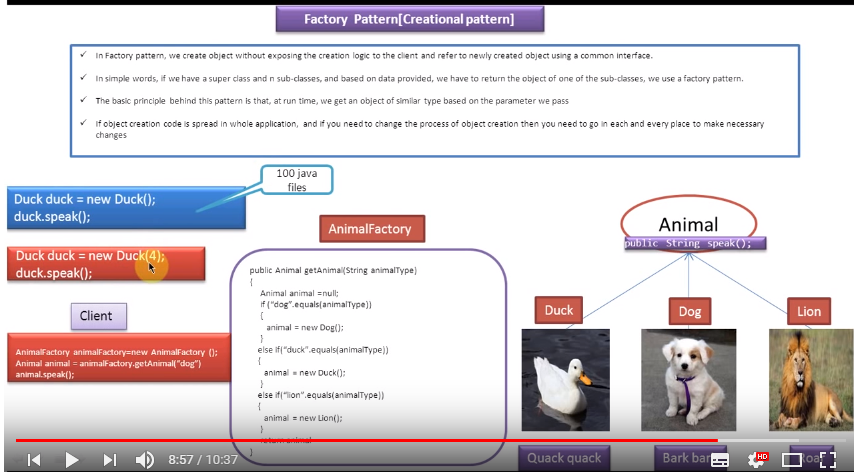 Factory Pattern[Creational pattern]
✓ In Factory pattern, we create object without exposing the creation logic to the client and refer to newly created object using a common interface.
✓ In simple words, if we have a super class and n sub-classes, and based on data provided, we have to return the object of one of the sub-classes, we use a factory pattern.
✓ The basic principle behind this pattern is that, at run time, we get an object of similar type based on the parameter we pass
✓ If object creation code is spread in whole application, and if you need to change the process of object creation then you need to go in each and every place to make necessary
changes
100 java
files
Duck duck = new Duck();
duck.speak();
Duck duck = new Duck(4);
duck.speak();
Client
AnimalFactory animalFactory=new AnimalFactory ();
Animal animal = animalFactory.getAnimal("dog")
animal.speak();
AnimalFactory
public Animal getAnimal(String animalType)
{
Animal animal =null;
if ("dog".equals(animalType))
{
animal = new Dog();
}
else if("duck".equals(animalType))
{
animal = new Duck();
}
else if("lion".equals(animalType))
{
animal = new Lion();
}
return animal
}
Animal
public String speak();
Duck
Dog
Lion
Quack quack
Bark bark
Roar
8:57 / 10:37
HD